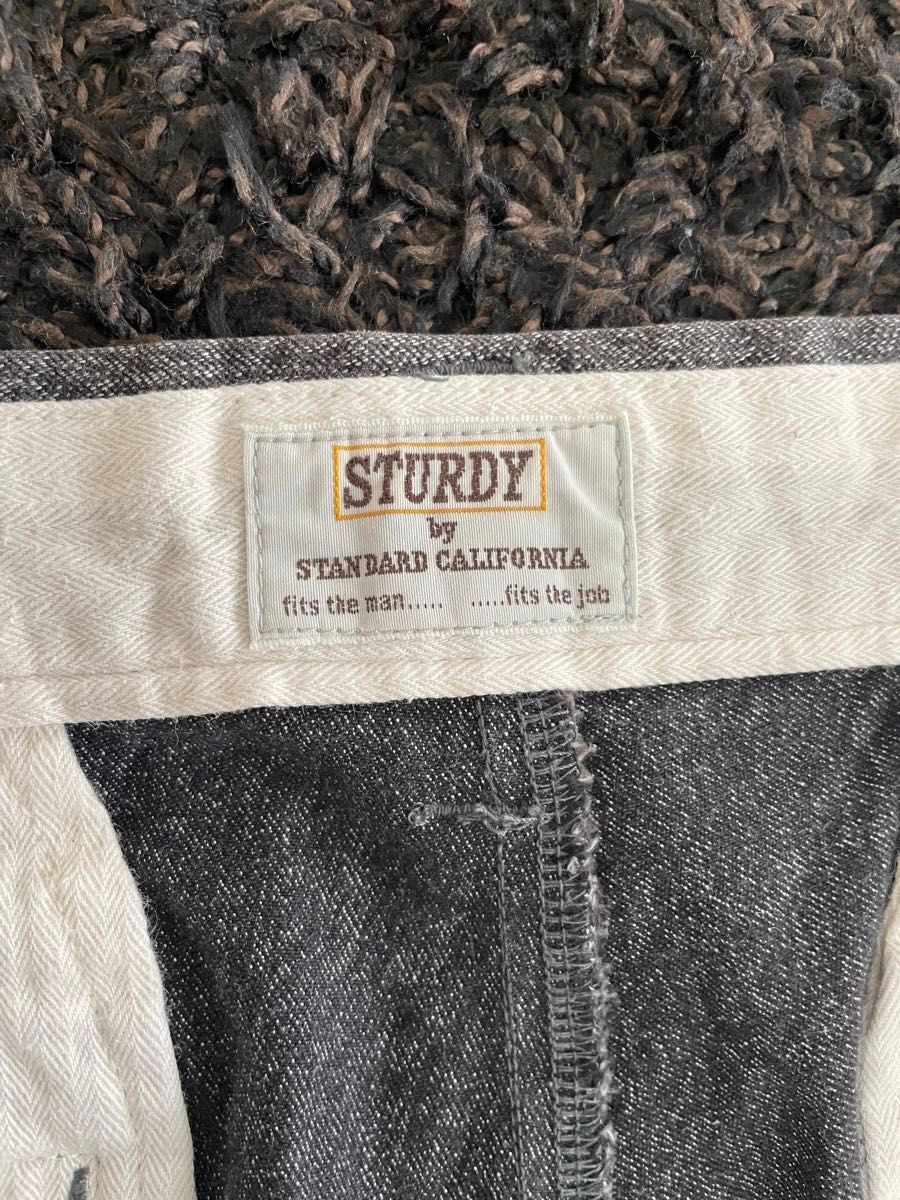 STURDY
by
STANDARD CALIFORNIA
fits the man..... .....fits the job